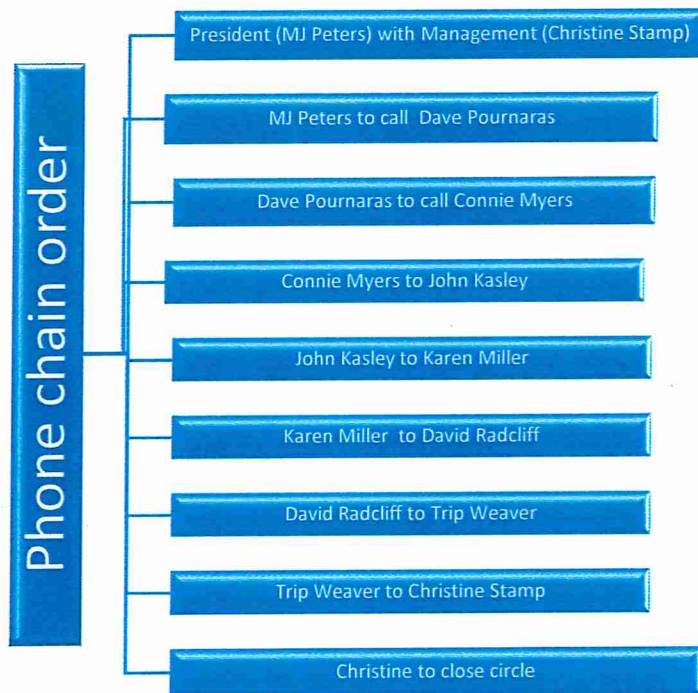 Phone chain order
President (MJ Peters) with Management (Christine Stamp)
MJ Peters to call Dave Pournaras
Dave Pournaras to call Connie Myers
Connie Myers to John Kasley
John Kasley to Karen Miller
Karen Miller to David Radcliff
David Radcliff to Trip Weaver
Trip Weaver to Christine Stamp
Christine to close circle